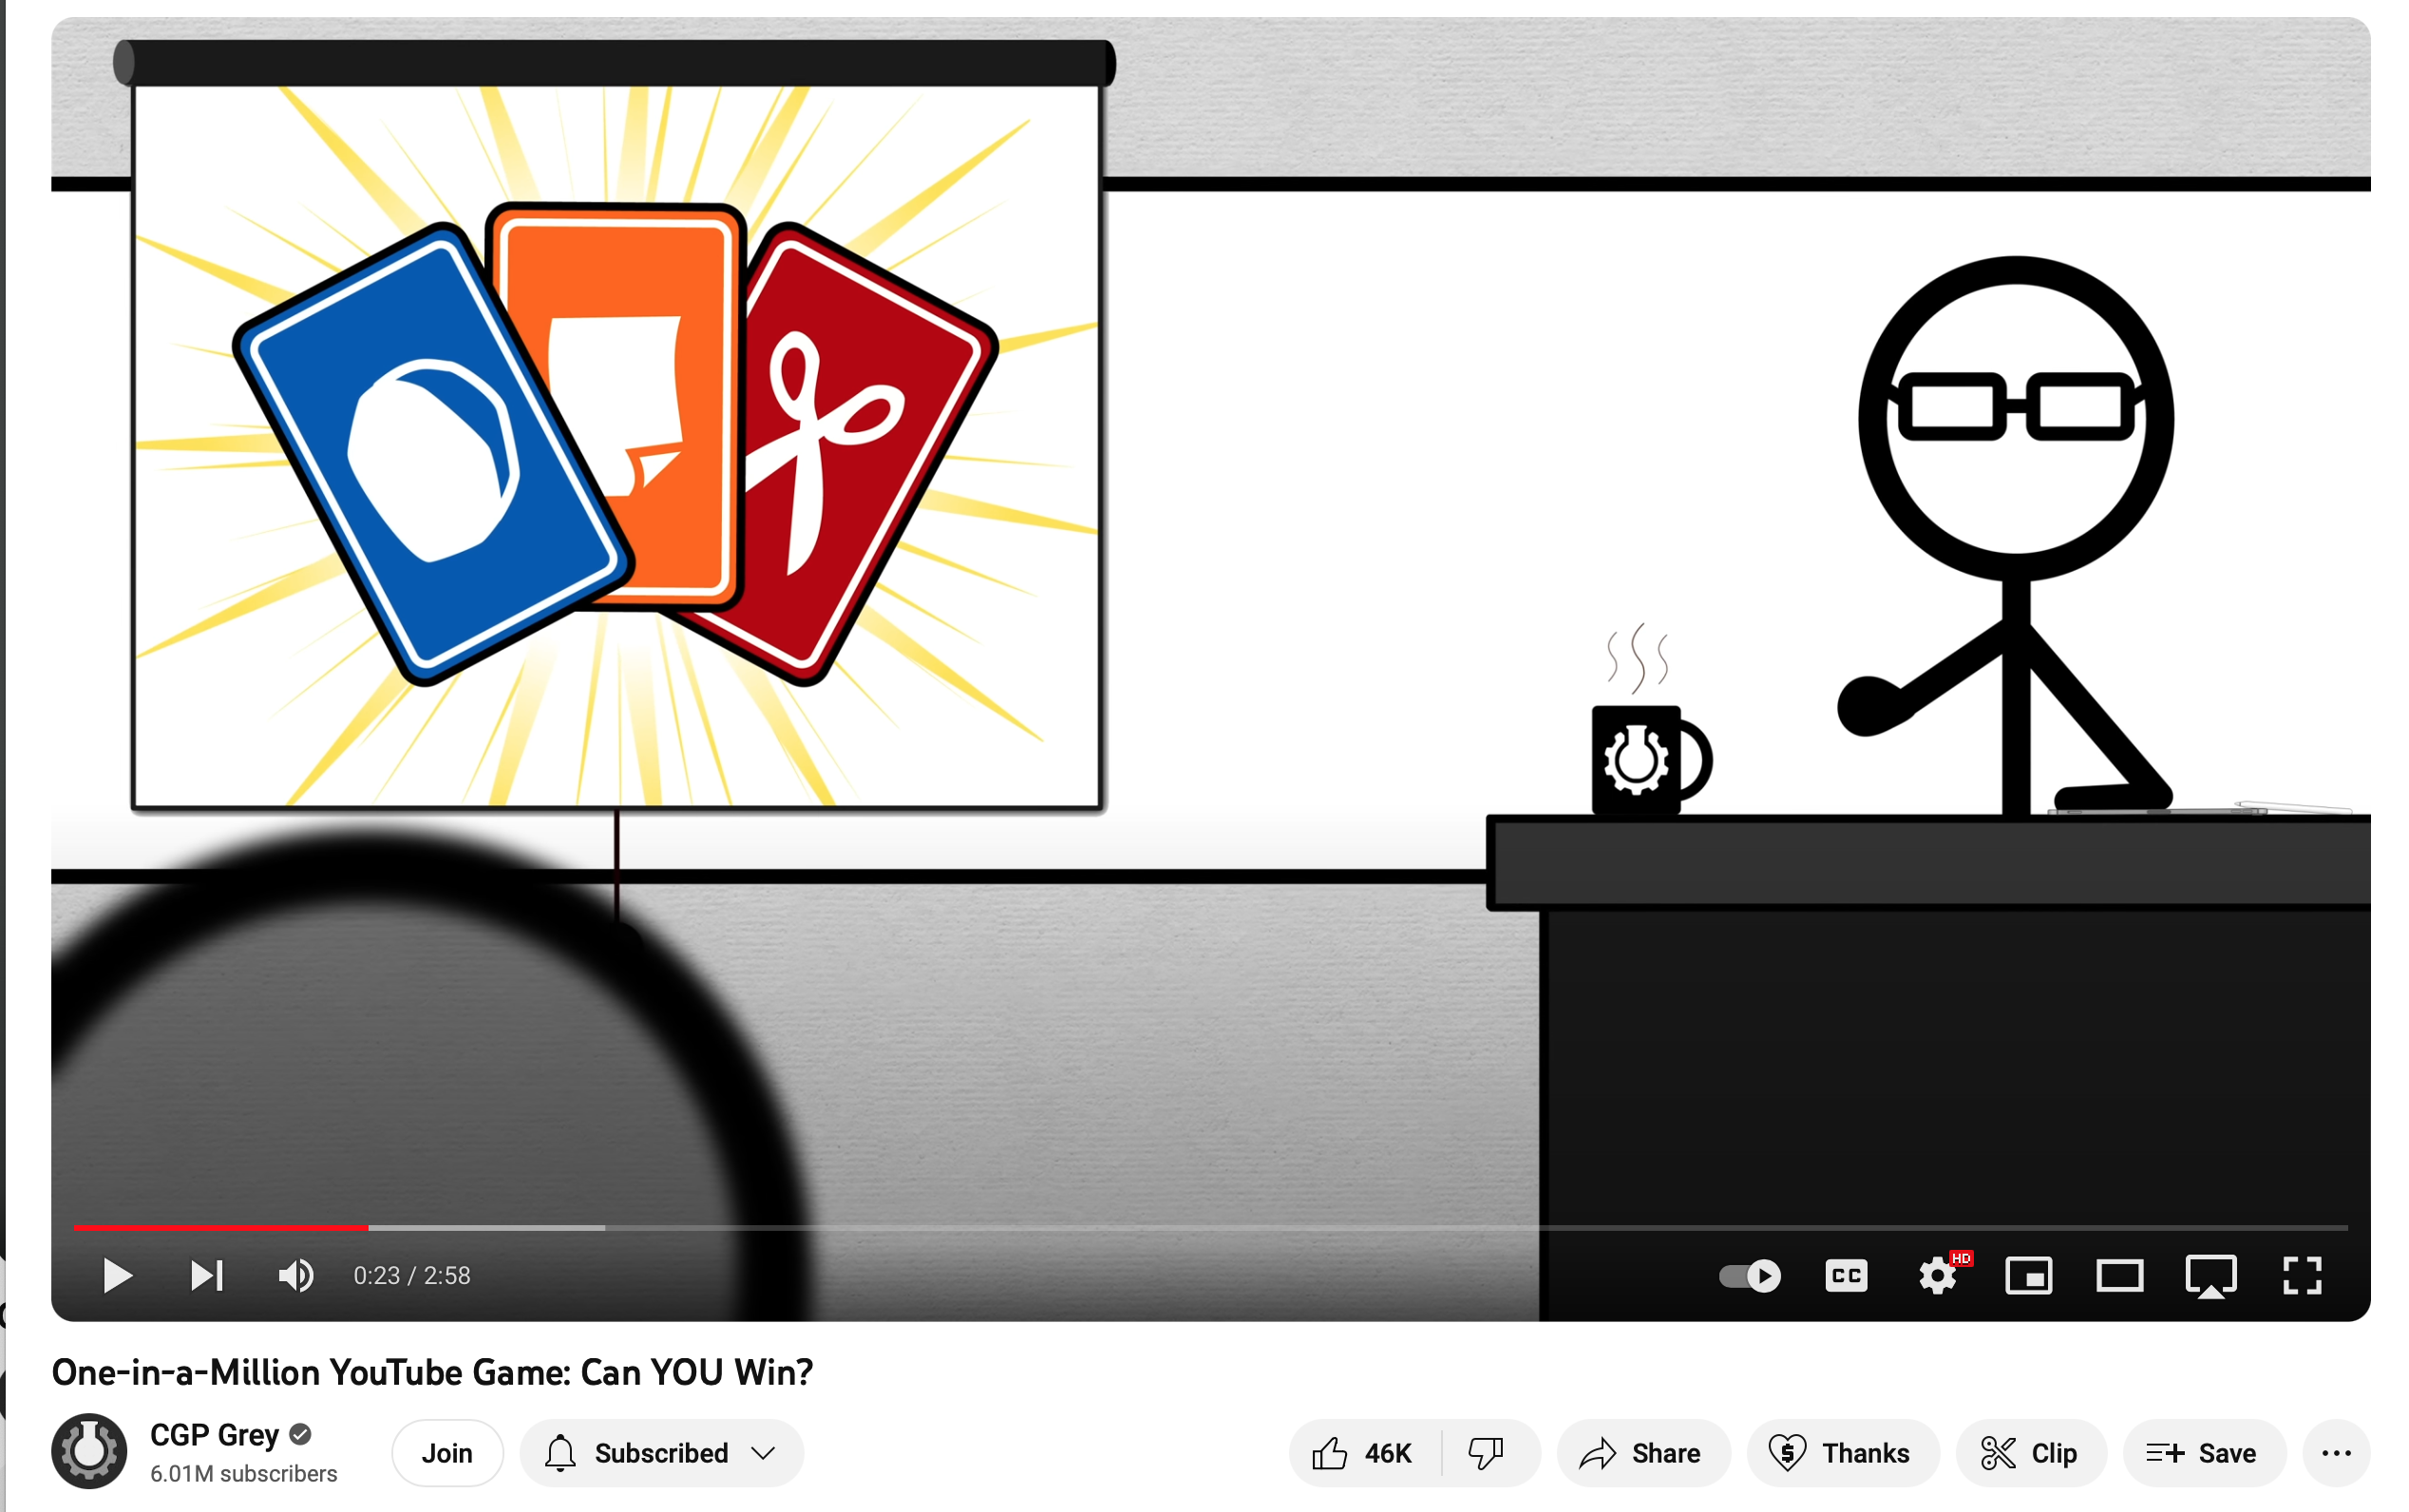 0:23 / 2:58
CC
HD
One-in-a-Million YouTube Game: Can YOU Win?
CGP Grey
6.01M subscribers
Join
Subscribed
46K
Share
Thanks
Clip
Save